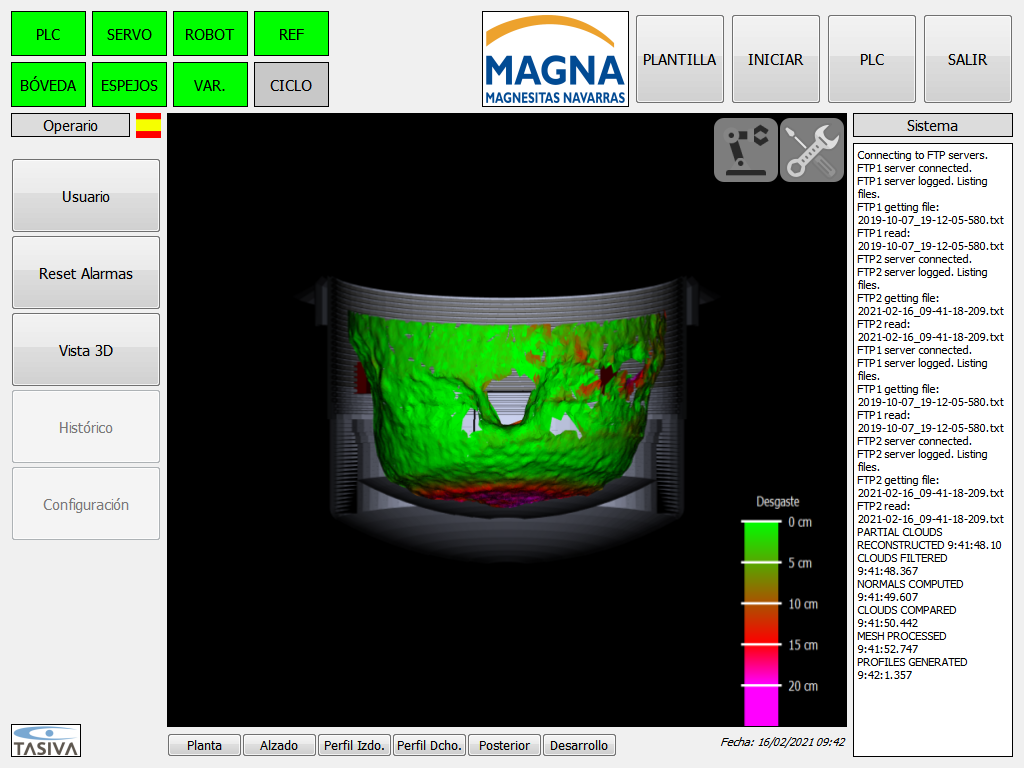 PLC
SERVO
ROBOT
REF
BÓVEDA
ESPEJOS
VAR.
CICLO
MAGNA
MAGNESITAS NAVARRAS
PLANTILLA
INICIAR
PLC
SALIR
Operario
Usuario
Reset Alarmas
Vista 3D
Histórico
Configuración
TASIVA
Desgaste
0 cm
5 cm
10 cm
15 cm
20 cm
Planta
Alzado
Perfil Izdo.
Perfil Dcho.
Posterior
Desarrollo
Fecha: 16/02/2021 09:42
Sistema
Connecting to FTP servers.
FTP1 server connected.
FTP1 server logged. Listing
files.
FTP1 getting file:
2019-10-07_19-12-05-580.txt
FTP1 read:
2019-10-07_19-12-05-580.txt
FTP2 server connected.
FTP2 server logged. Listing
files.
FTP2 getting file:
2021-02-16_09-41-18-209.txt
FTP2 read:
2021-02-16_09-41-18-209.txt
FTP1 server connected.
FTP1 server logged. Listing
files.
FTP1 getting file:
2019-10-07_19-12-05-580.txt
FTP1 read:
2019-10-07_19-12-05-580.txt
FTP2 server connected.
FTP2 server logged. Listing
files.
FTP2 getting file:
2021-02-16_09-41-18-209.txt
FTP2 read:
2021-02-16_09-41-18-209.txt
PARTIAL CLOUDS
RECONSTRUCTED 9:41:48.10
CLOUDS FILTERED
9:41:48.367
NORMALS COMPUTED
9:41:49.607
CLOUDS COMPARED
9:41:50.442
MESH PROCESSED
9:41:52.747
PROFILES GENERATED
9:42:1.357